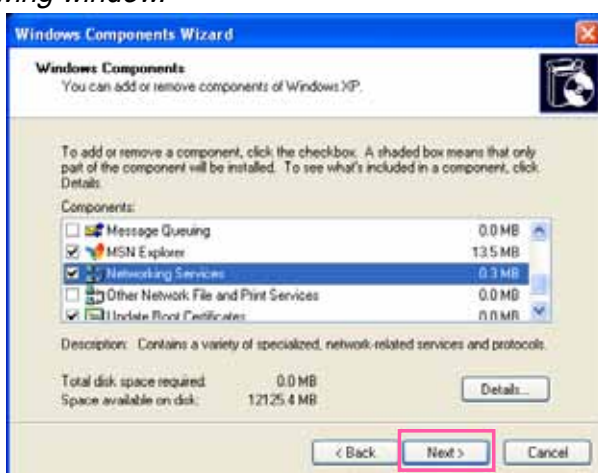 wing window
Windows Components Wizard
Windows Components
You can add or remove components of Windows XP.
To add or remove a component, click the checkbox. A shaded box means that only
part of the component will be installed. To see what's included in a component, click
Details.
Components:
Message Queuing 0.0 MB
MSN Explorer 13.5 MB
Networking Services 0.3 MB
Other Network File and Print Services 0.0 MB
Update Root Certificates 0.0 MB
Description: Contains a variety of specialized, network-related services and protocols.
Total disk space required: 0.0 MB
Space available on disk: 12125.4 MB
Details...
< Back Next > Cancel